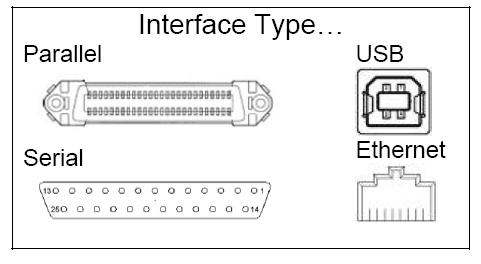 Interface Type…
Parallel
USB
Serial
Ethernet
13 1
25 14